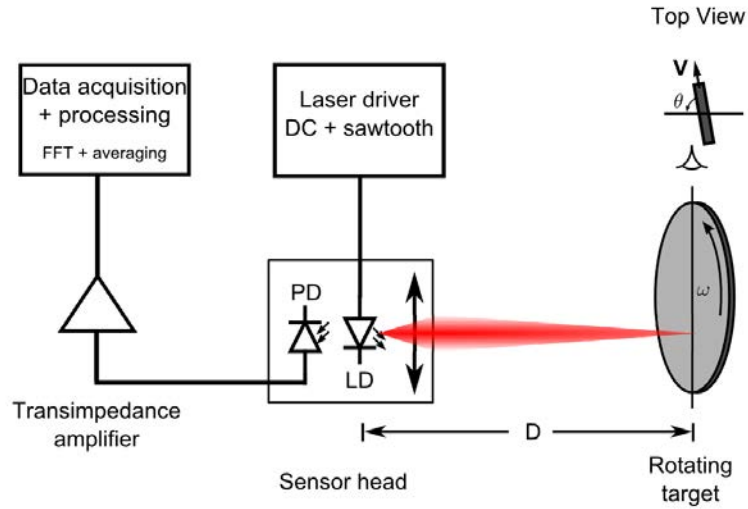 Top View
Data acquisition
+ processing
FFT + averaging
Laser driver
DC + sawtooth
V
θ
PD
LD
ω
D
Transimpedance
amplifier
Sensor head
Rotating
target